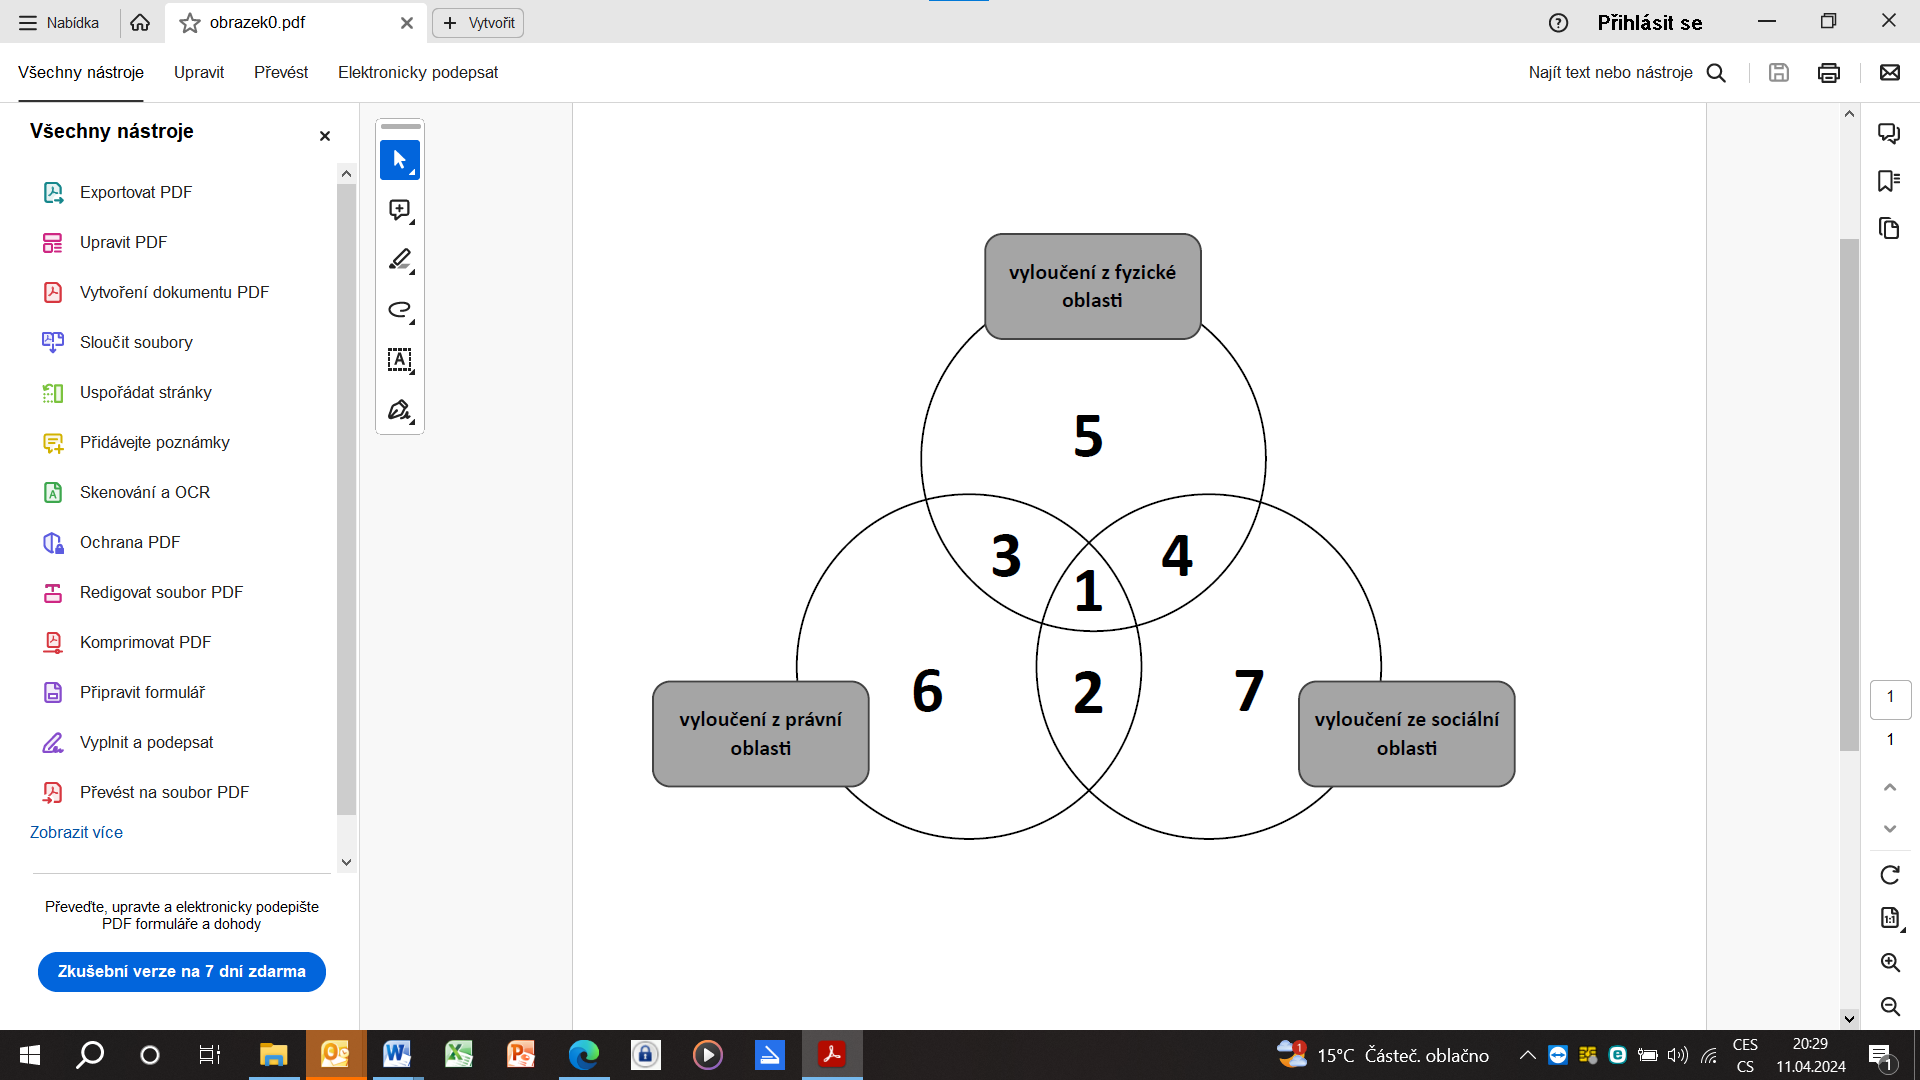 Nabídka
obrazek0.pdf
Vytvořit
Přihlásit se
Všechny nástroje
Upravit
Převést
Elektronicky podepsat
Najít text nebo nástroje
Všechny nástroje
Exportovat PDF
Upravit PDF
Vytvoření dokumentu PDF
Sloučit soubory
Uspořádat stránky
Přidávejte poznámky
Skenování a OCR
Ochrana PDF
Redigovat soubor PDF
Komprimovat PDF
Připravit formulář
Vyplnit a podepsat
Převést na soubor PDF
Zobrazit více
Převeďte, upravte a elektronicky podepište
PDF formuláře a dohody
Zkušební verze na 7 dní zdarma
vyloučení z fyzické
oblasti
5
3
4
1
6
2
7
vyloučení z právní
oblasti
vyloučení ze sociální
oblasti
1
1
1:1
1
15°C Částeč. oblačno
CES
CS
20:29
11.04.2024
1